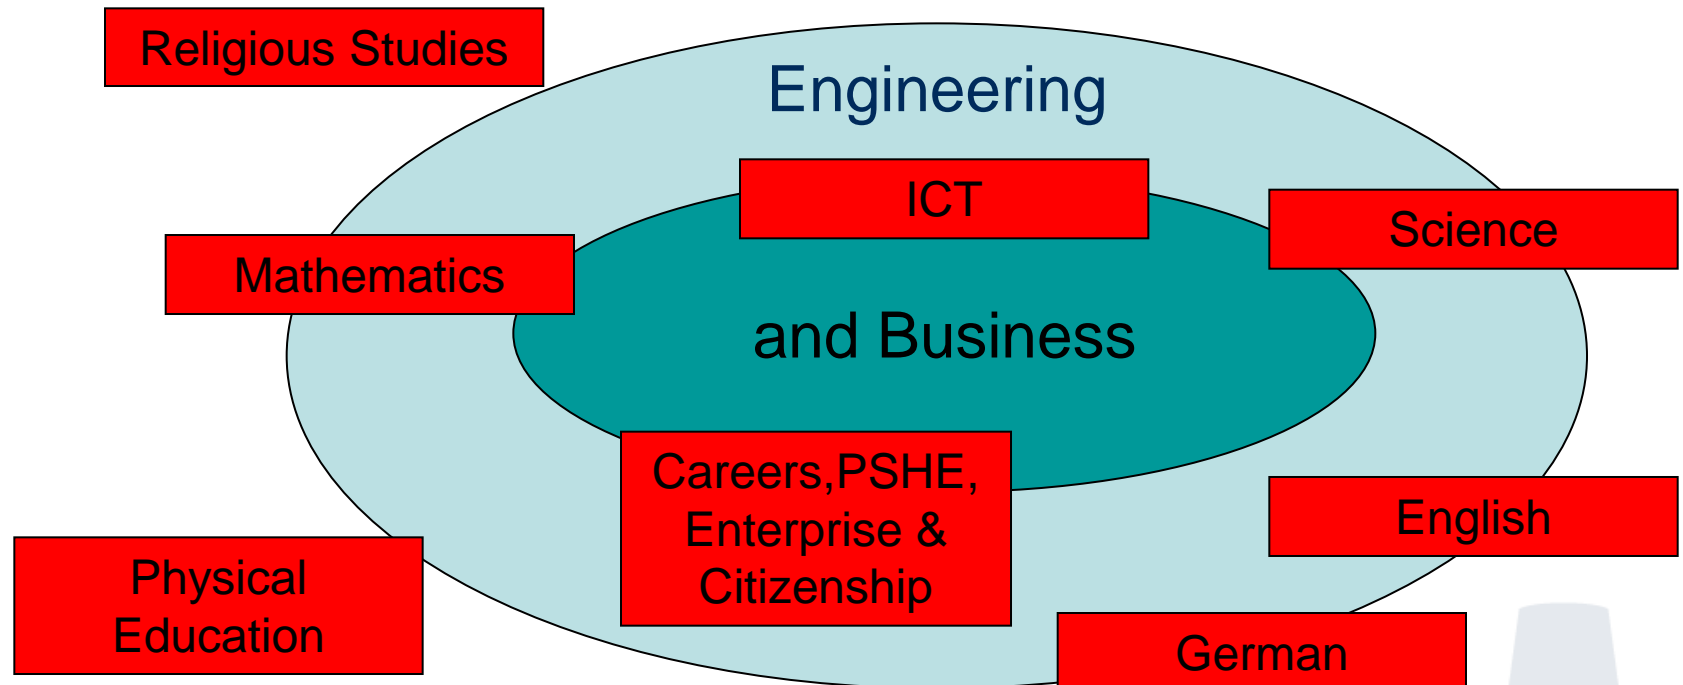 Religious Studies
Engineering
ICT
Science
Mathematics
and Business
Careers,PSHE,
Enterprise &
Citizenship
English
Physical
Education
German